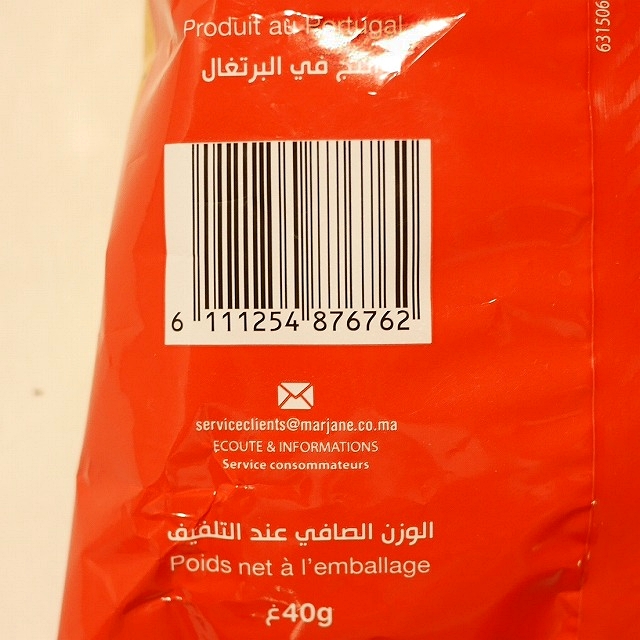 Produit au Portugal
في البرتغال
631506
6 111254 876762
serviceclients@marjane.co.ma
ECOUTE & INFORMATIONS
Service consommateurs
الوزن الصافي عند التلفيف
Poids net à l'emballage
40g غ